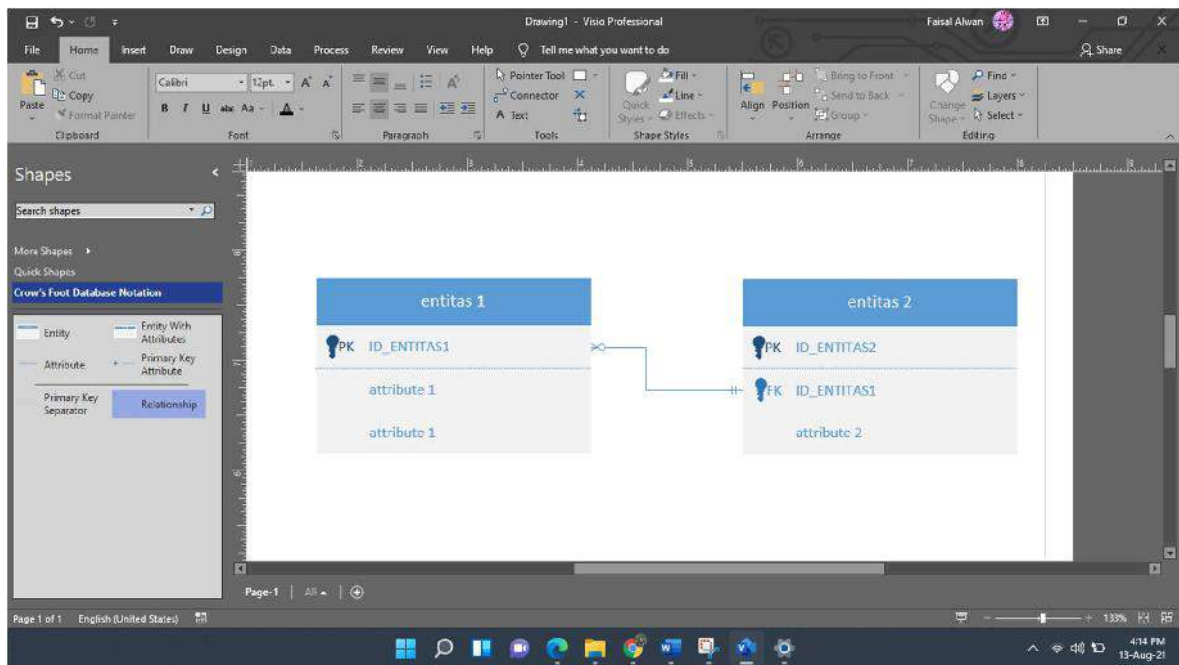 Drawing1 - Visio Professional
Faisal Alwan
File Home Insert Draw Design Data Process Review View Help Tell me what you want to do Share
Paste
Cut
Copy
Format Painter
Clipboard
Calibri 12pt. A A
B I U abc Aa A
Font
Paragraph
Pointer Tool
Connector
A Text
Tools
Quick Styles
Fill
Line
Effects
Shape Styles
Align Position
Bring to Front
Send to Back
Group
Arrange
Change Shape
Find
Layers
Select
Editing
Shapes
Search shapes
More Shapes
Quick Shapes
Crow's Foot Database Notation
Entity
Entity With Attributes
Attribute
Primary Key Attribute
Primary Key Separator
Relationship
entitas 1
PK ID_ENTITAS1
attribute 1
attribute 1
entitas 2
PK ID_ENTITAS2
FK ID_ENTITAS1
attribute 2
Page-1 All
Page 1 of 1 English (United States) 133%
4:14 PM
13-Aug-21